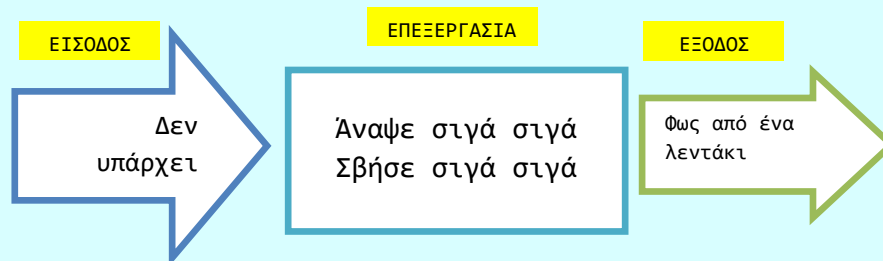 ΕΙΣΟΔΟΣ
Δεν
υπάρχει
ΕΠΕΞΕΡΓΑΣΙΑ
Άναψε σιγά σιγά
Σβήσε σιγά σιγά
ΕΞΟΔΟΣ
Φως από ένα
λεντάκι